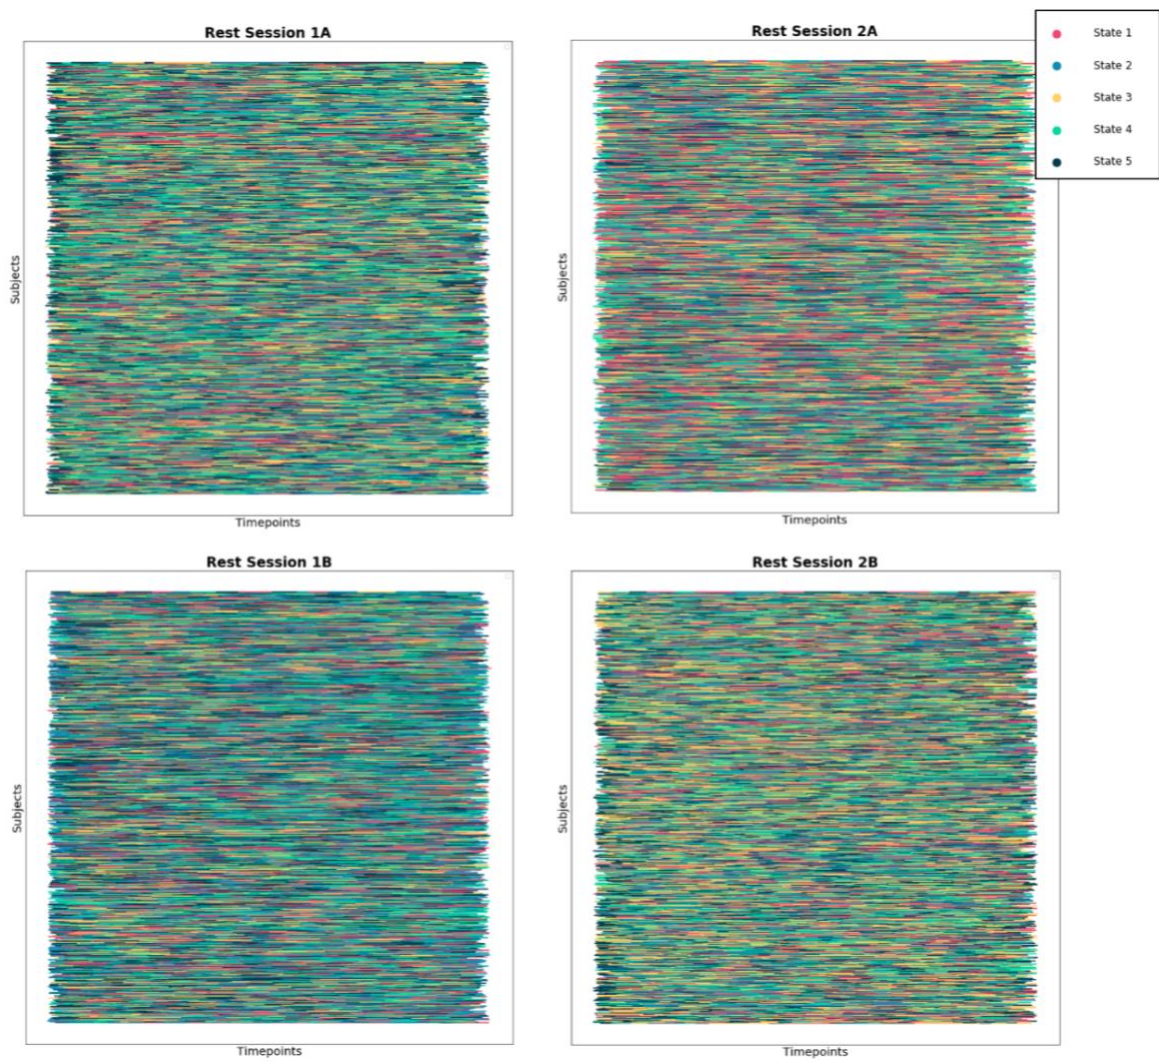 Rest Session 1A
Subjects
Timepoints
Rest Session 2A
Subjects
Timepoints
State 1
State 2
State 3
State 4
State 5
Rest Session 1B
Subjects
Timepoints
Rest Session 2B
Subjects
Timepoints